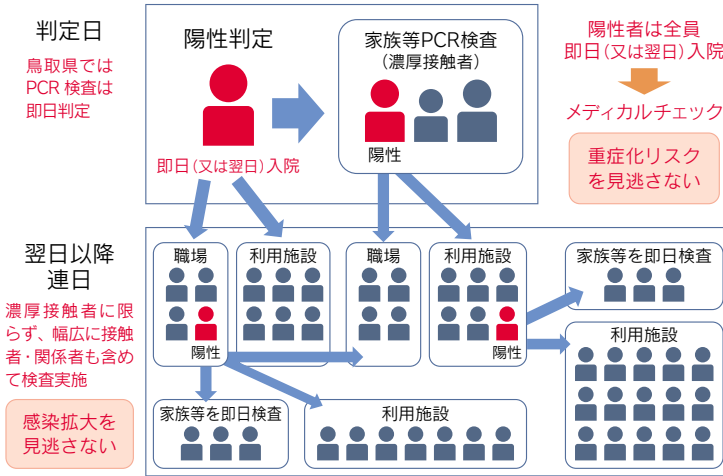 判定日
鳥取県では
PCR検査は
即日判定
陽性判定
即日(又は翌日)入院
家族等PCR検査
(濃厚接触者)
陽性
陽性者は全員
即日(又は翌日)入院
メディカルチェック
重症化リスク
を見逃さない
翌日以降
連日
濃厚接触者に限
らず、幅広に接触
者・関係者も含め
て検査実施
感染拡大を
見逃さない
職場
陽性
利用施設
職場
利用施設
陽性
家族等を即日検査
利用施設
家族等を即日検査
利用施設